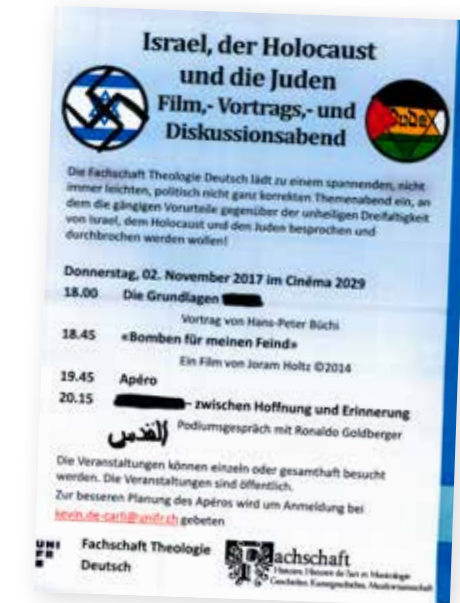 Israel, der Holocaust
und die Juden
Film,- Vortrags,- und
Diskussionsabend
Die Fachschaft Theologie Deutsch lädt zu einem spannenden, nicht
immer leichten, politisch nicht ganz korrekten Themenabend ein, an
dem die gängigen Vorurteile gegenüber der unheiligen Dreifaltigkeit
von Israel, dem Holocaust und den Juden besprochen und
durchbrochen werden wollen!
Donnerstag, 02. November 2017 im Cinéma 2029
18.00 Die Grundlagen
Vortrag von Hans-Peter Büchi
18.45 «Bomben für meinen Feind»
Ein Film von Joram Holtz ©2014
19.45 Apéro
20.15 – zwischen Hoffnung und Erinnerung
القدس Podiumsgespräch mit Ronaldo Goldberger
Die Veranstaltungen können einzeln oder gesamthaft besucht
werden. Die Veranstaltungen sind öffentlich.
Zur besseren Planung des Apéros wird um Anmeldung bei
kevin.de-carli@unifr.ch gebeten
UNI
FR
Fachschaft Theologie
Deutsch
achschaft